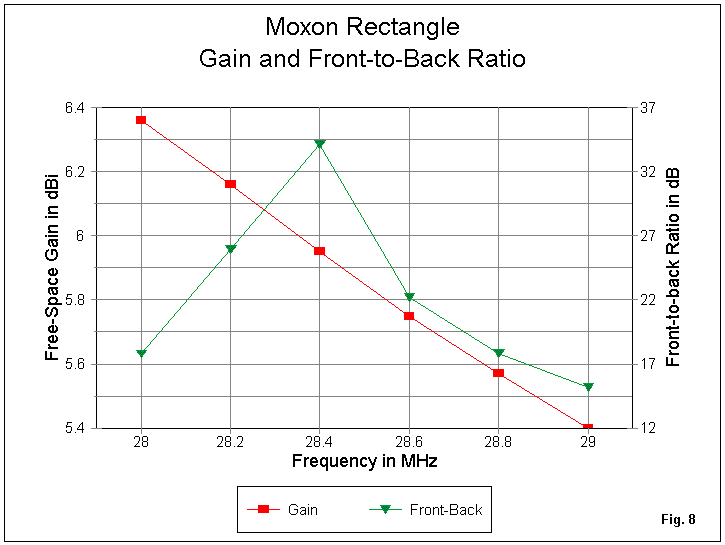 Moxon Rectangle
Gain and Front-to-Back Ratio
6.4
6.2
6
5.8
5.6
5.4
Free-Space Gain in dBi
37
32
27
22
17
12
Front-to-back Ratio in dB
28 28.2 28.4 28.6 28.8 29
Frequency in MHz
Gain Front-Back
Fig. 8